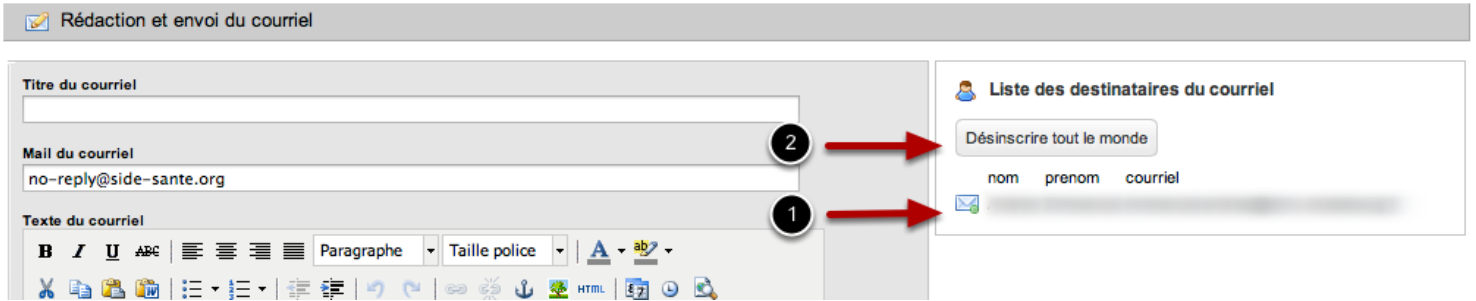 Rédaction et envoi du courriel
Titre du courriel
Mail du courriel
no-reply@side-sante.org
Texte du courriel
B I U ABC Paragraphe Taille police A ab
HTML 7
Liste des destinataires du courriel
2
Désinscrire tout le monde
nom prenom courriel
1